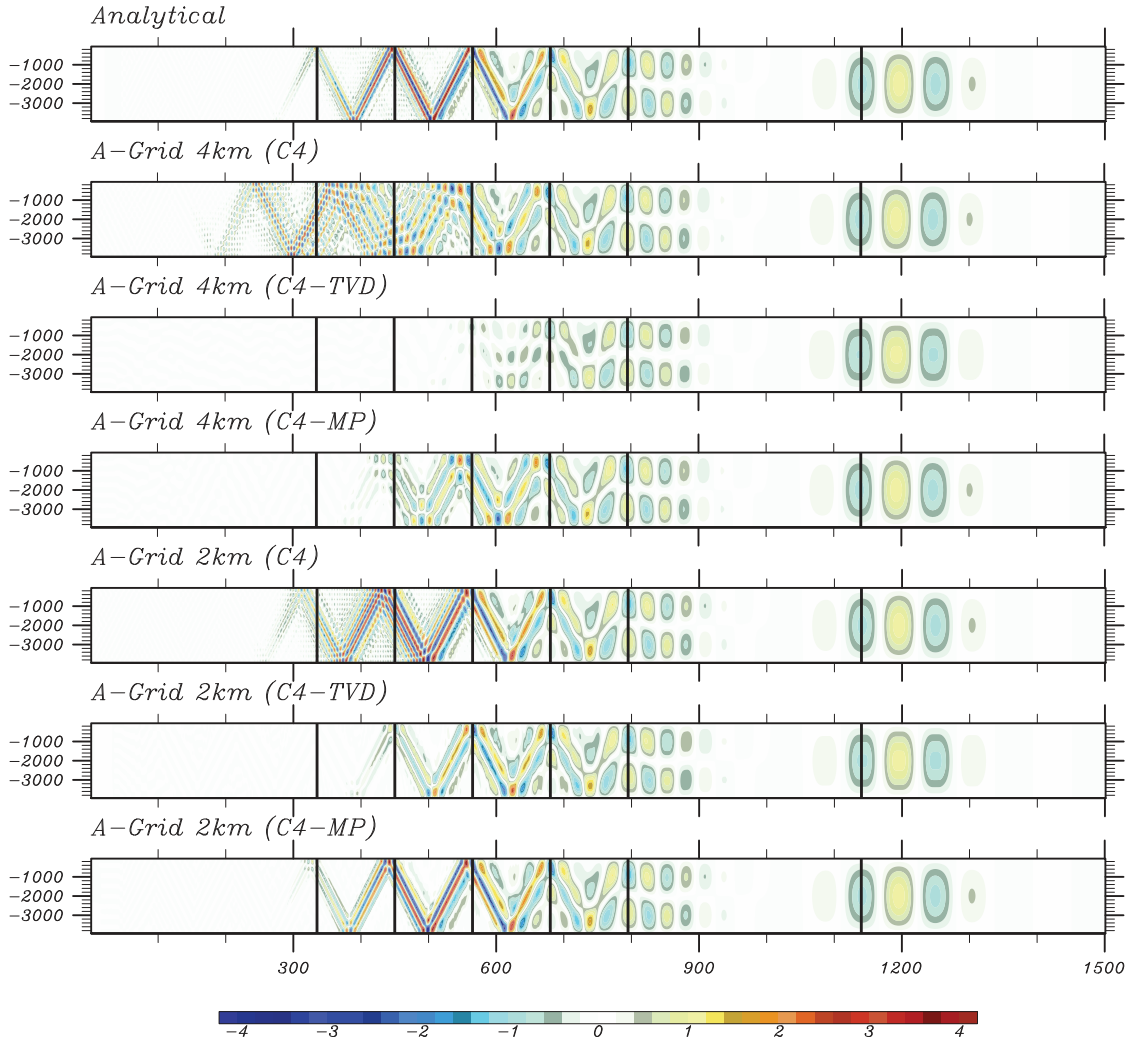 Analytical
-1000
-2000
-3000
A-Grid 4km (C4)
-1000
-2000
-3000
A-Grid 4km (C4-TVD)
-1000
-2000
-3000
A-Grid 4km (C4-MP)
-1000
-2000
-3000
A-Grid 2km (C4)
-1000
-2000
-3000
A-Grid 2km (C4-TVD)
-1000
-2000
-3000
A-Grid 2km (C4-MP)
-1000
-2000
-3000
300 600 900 1200 1500
-4 -3 -2 -1 0 1 2 3 4